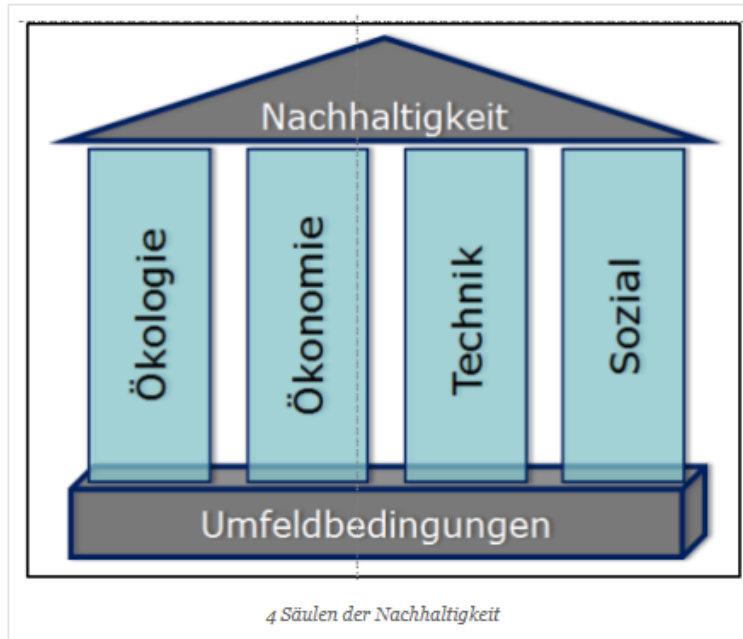 Nachhaltigkeit
Ökologie
Ökonomie
Technik
Sozial
Umfeldbedingungen
4 Säulen der Nachhaltigkeit